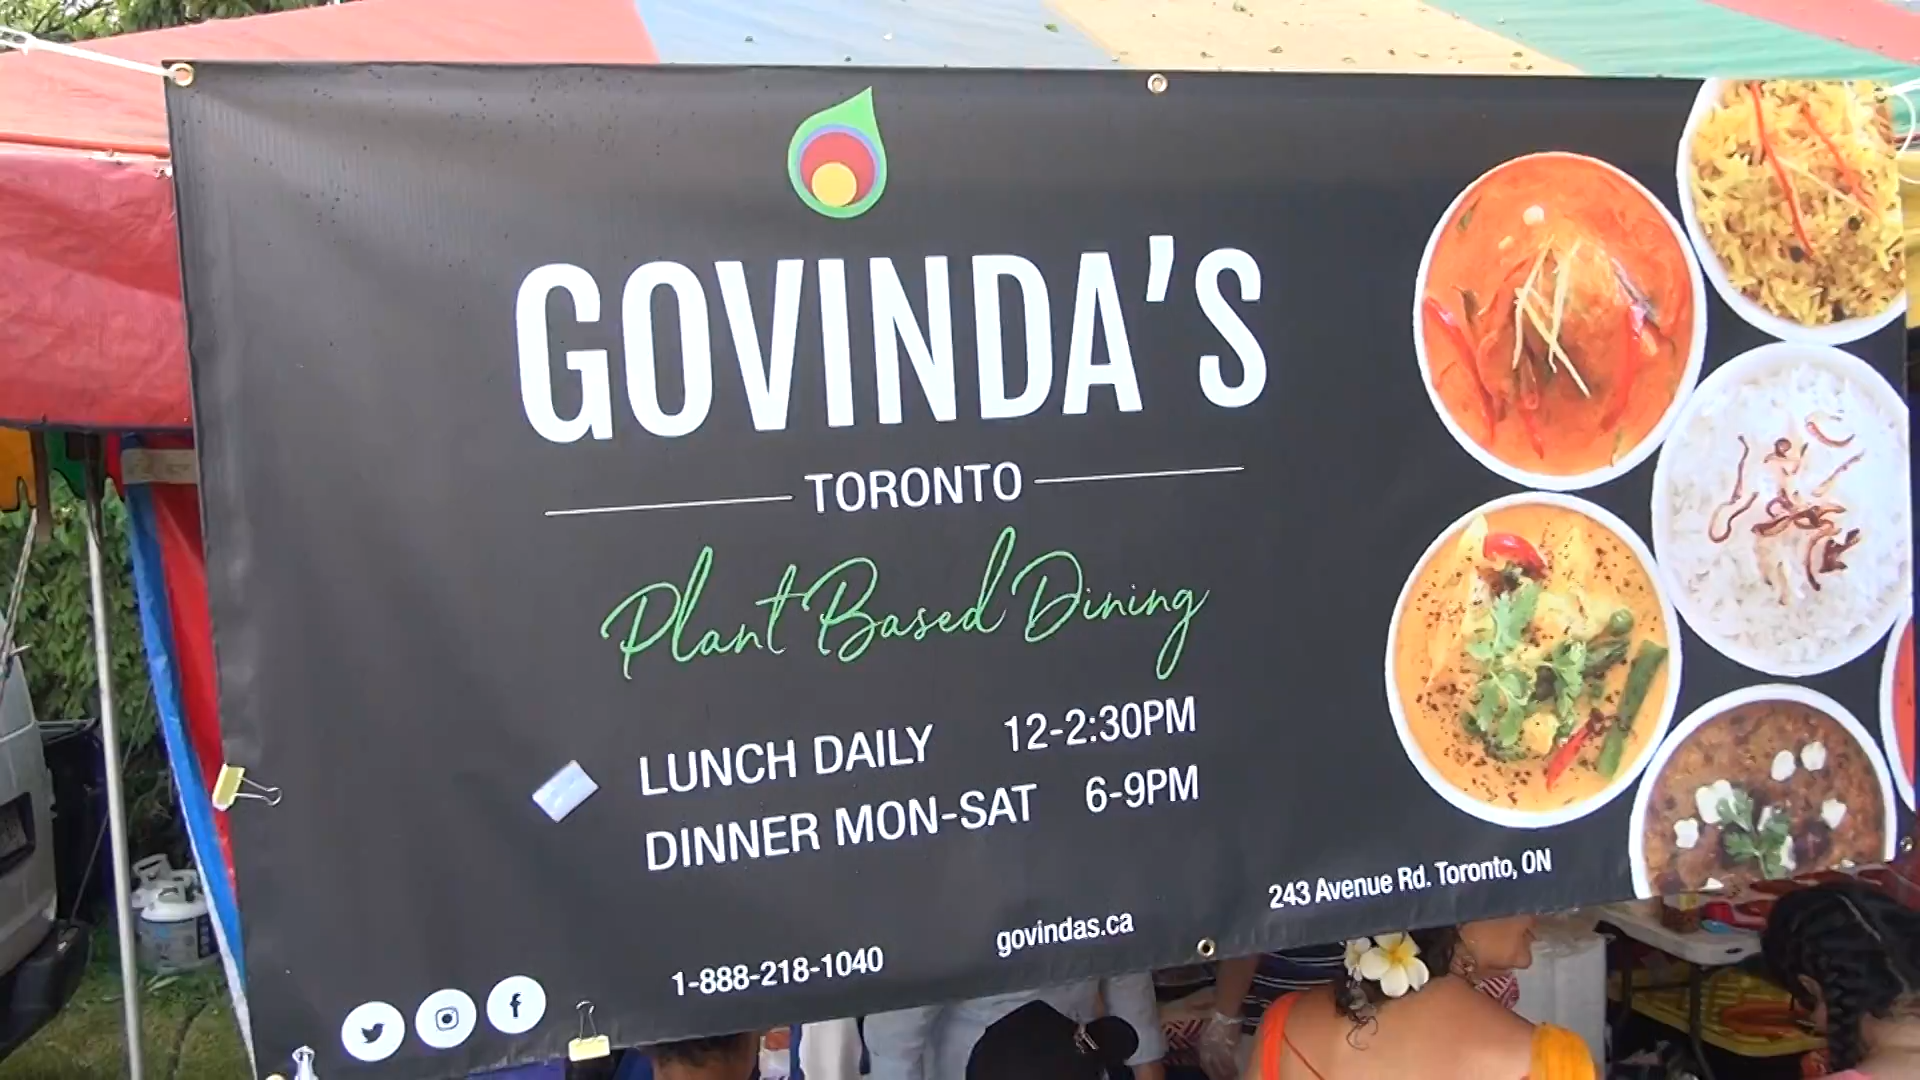 GOVINDA'S
TORONTO
Plant Based Dining
LUNCH DAILY 12-2:30PM
DINNER MON-SAT 6-9PM
243 Avenue Rd. Toronto, ON
govindas.ca
1-888-218-1040